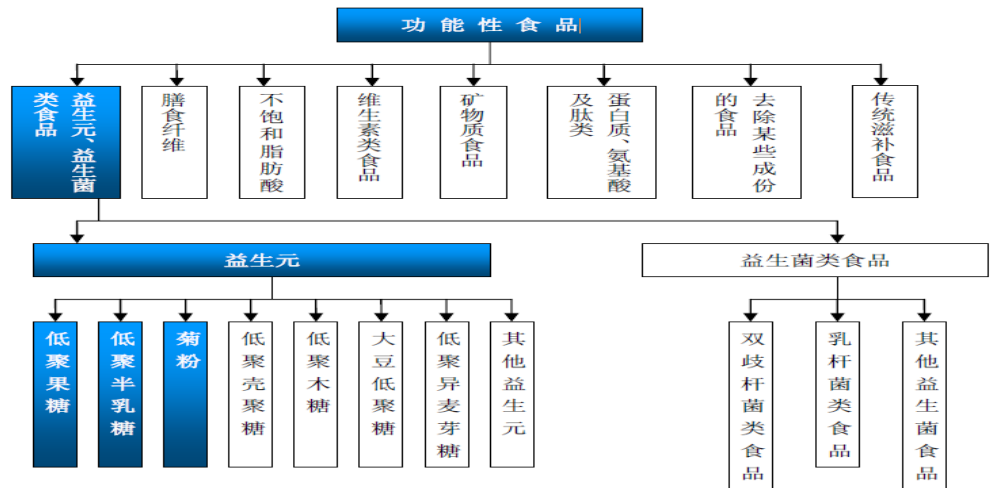 功能性食品
益生元、益生菌
类食品
膳食纤维
不饱和脂肪酸
维生素类食品
矿物质食品
蛋白质、氨基酸
及肽类
去除某些成份
的食品
传统滋补食品
益生元
益生菌类食品
低聚果糖
低聚半乳糖
菊粉
低聚壳聚糖
低聚木糖
大豆低聚糖
低聚异麦芽糖
其他益生元
双歧杆菌类食品
乳杆菌类食品
其他益生菌食品